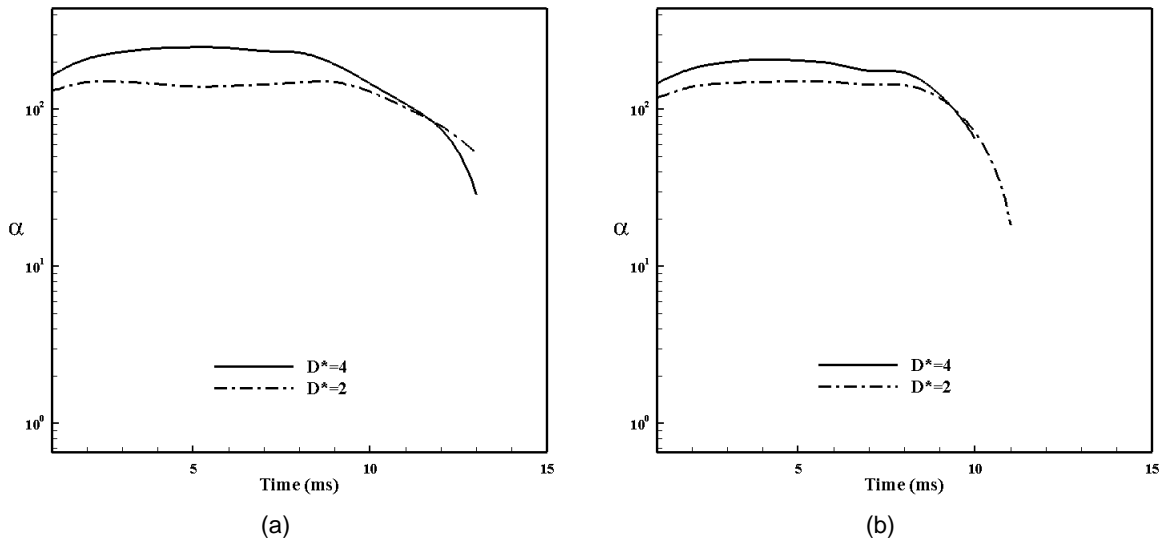 10² 10² 
α α
10¹ 10¹
D*=4 D*=4
D*=2 D*=2
10⁰ 10⁰
5 10 15 5 10 15
Time (ms) Time (ms)
(a) (b)